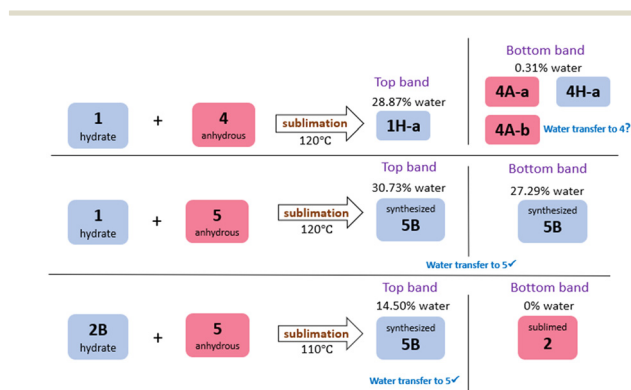 Bottom band
0.31% water
Top band
28.87% water
4A-a
4H-a
1
hydrate
+
4
anhydrous
sublimation
120°C
1H-a
4A-b
Water transfer to 4?
Top band
Bottom band
30.73% water
27.29% water
1
hydrate
+
5
anhydrous
sublimation
120°C
synthesized
5B
synthesized
5B
Water transfer to 5✓
Top band
Bottom band
14.50% water
0% water
2B
hydrate
+
5
anhydrous
sublimation
110°C
synthesized
5B
sublimed
2
Water transfer to 5✓